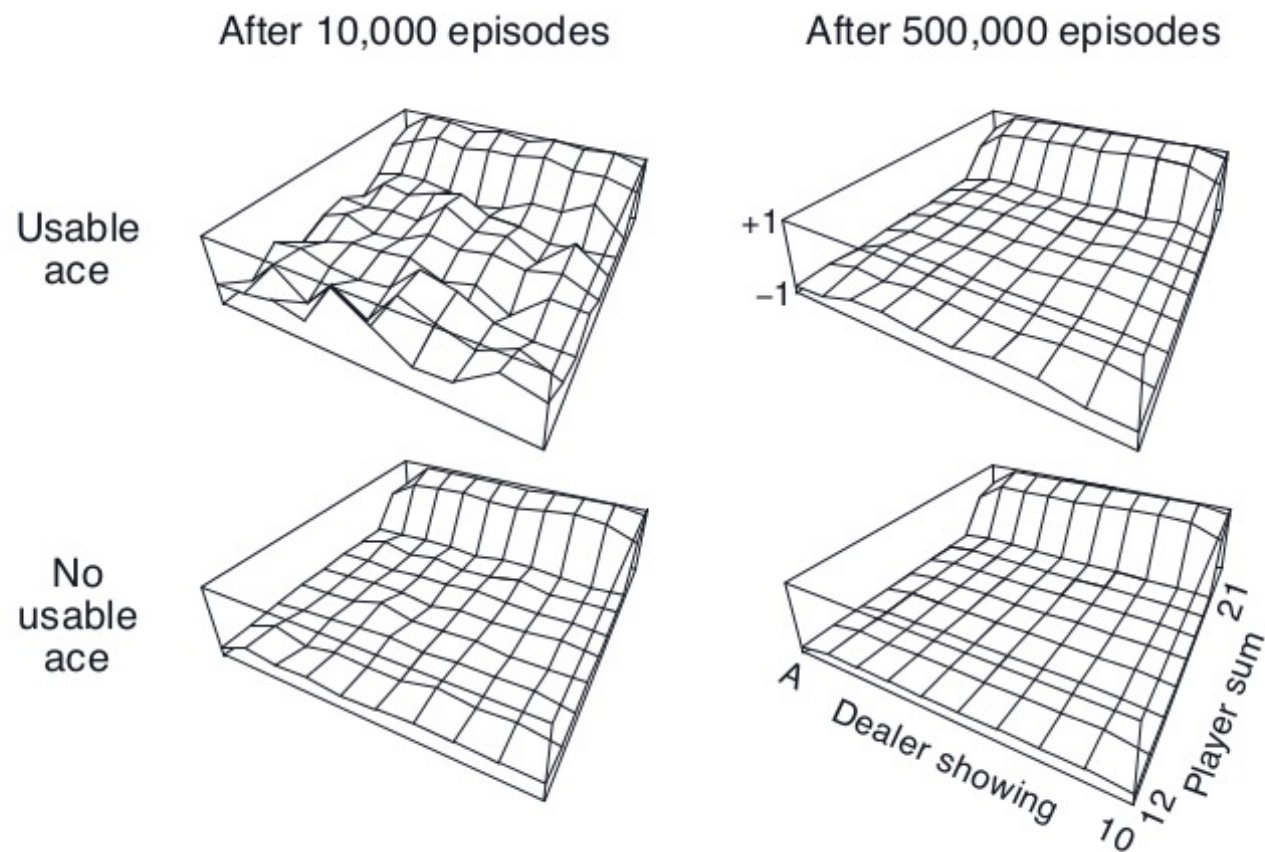 After 10,000 episodes
After 500,000 episodes
Usable
ace
+1
−1
No
usable
ace
A
Dealer showing
10
12
Player sum
21